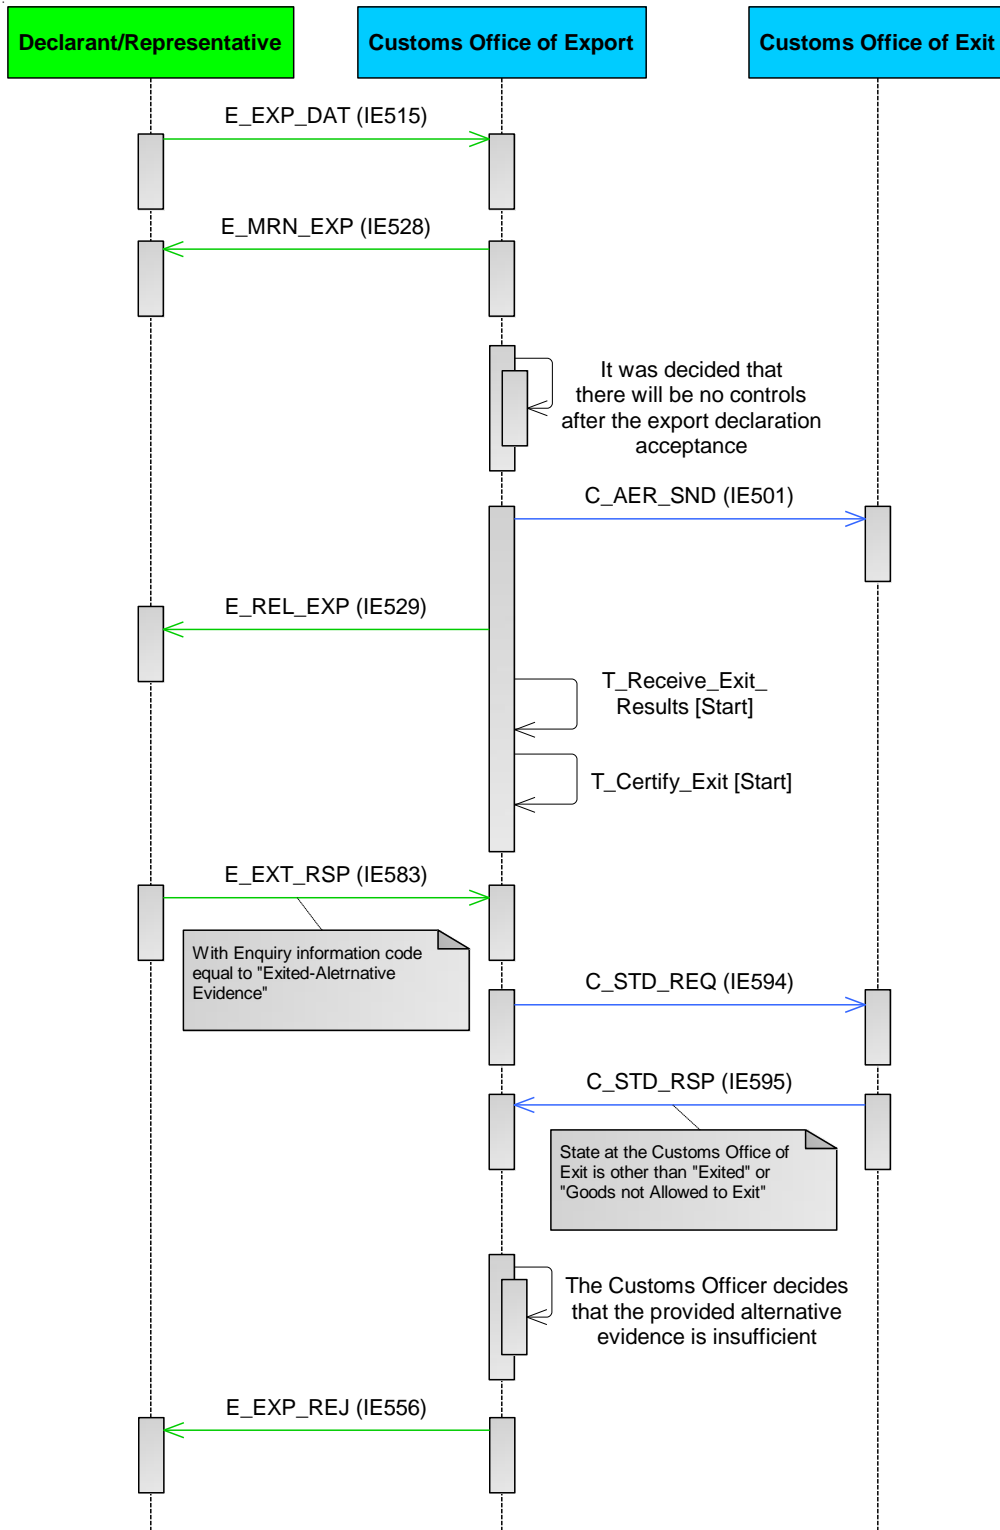 Declarant/Representative
Customs Office of Export
Customs Office of Exit
E_EXP_DAT (IE515)
E_MRN_EXP (IE528)
It was decided that
there will be no controls
after the export declaration
acceptance
C_AER_SND (IE501)
E_REL_EXP (IE529)
T_Receive_Exit_
Results [Start]
T_Certify_Exit [Start]
E_EXT_RSP (IE583)
With Enquiry information code
equal to "Exited-Aletrnative
Evidence"
C_STD_REQ (IE594)
C_STD_RSP (IE595)
State at the Customs Office of
Exit is other than "Exited" or
"Goods not Allowed to Exit"
The Customs Officer decides
that the provided alternative
evidence is insufficient
E_EXP_REJ (IE556)